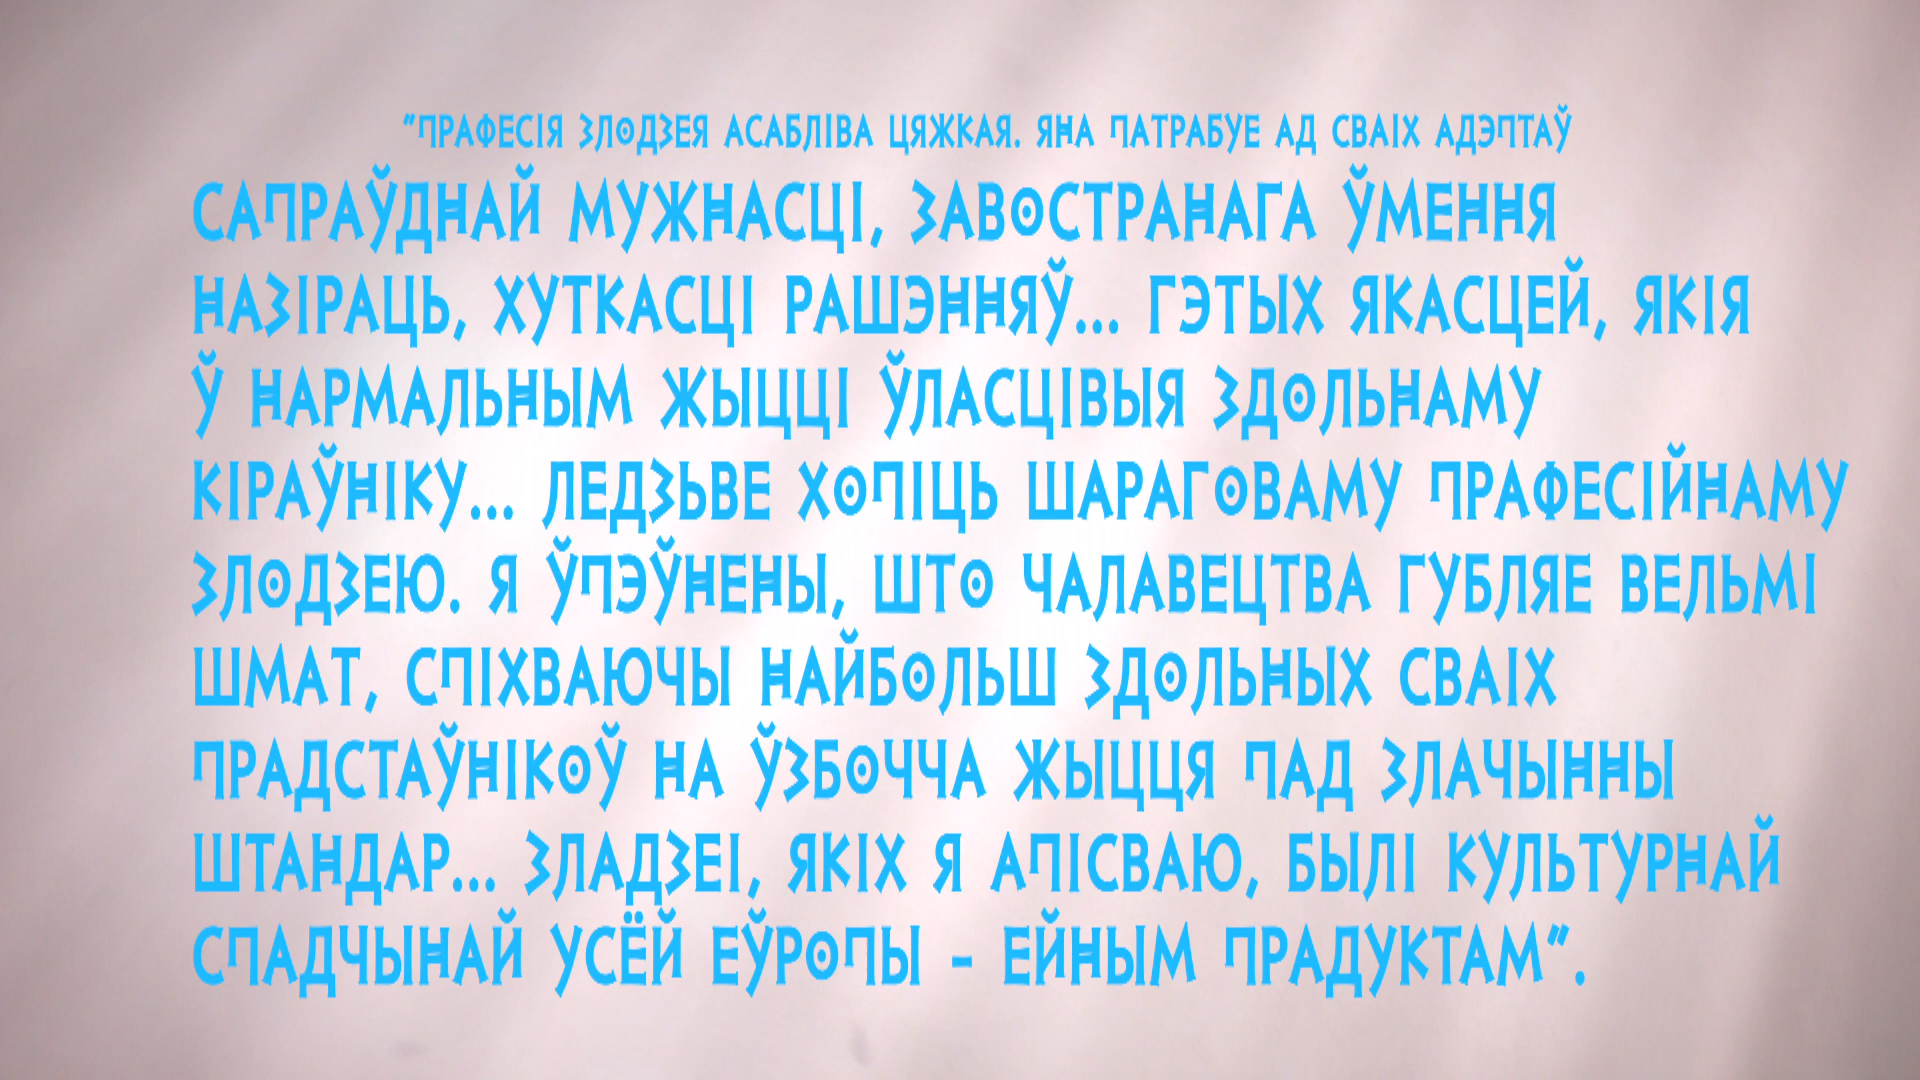 "ПРАФЕСІЯ ЗЛОДЗЕЯ АСАБЛІВА ЦЯЖКАЯ. ЯНА ПАТРАБУЕ АД СВАІХ АДЭПТАЎ
САПРАЎДНАЙ МУЖНАСЦІ, ЗАВОСТРАНАГА ЎМЕННЯ
НАЗІРАЦЬ, ХУТКАСЦІ РАШЭННЯЎ... ГЭТЫХ ЯКАСЦЕЙ, ЯКІЯ
Ў НАРМАЛЬНЫМ ЖЫЦЦІ ЎЛАСЦІВЫЯ ЗДОЛЬНАМУ
КІРАЎНІКУ... ЛЕДЗЬВЕ ХОПІЦЬ ШАРАГОВАМУ ПРАФЕСІЙНАМУ
ЗЛОДЗЕЮ. Я ЎПЭЎНЕНЫ, ШТО ЧАЛАВЕЦТВА ГУБЛЯЕ ВЕЛЬМІ
ШМАТ, СПІХВАЮЧЫ НАЙБОЛЬШ ЗДОЛЬНЫХ СВАІХ
ПРАДСТАЎНІКОЎ НА ЎЗБОЧЧА ЖЫЦЦЯ ПАД ЗЛАЧЫННЫ
ШТАНДАР... ЗЛАДЗЕІ, ЯКІХ Я АПІСВАЮ, БЫЛІ КУЛЬТУРНАЙ
СПАДЧЫНАЙ УСЁЙ ЕЎРОПЫ - ЕЙНЫМ ПРАДУКТАМ".